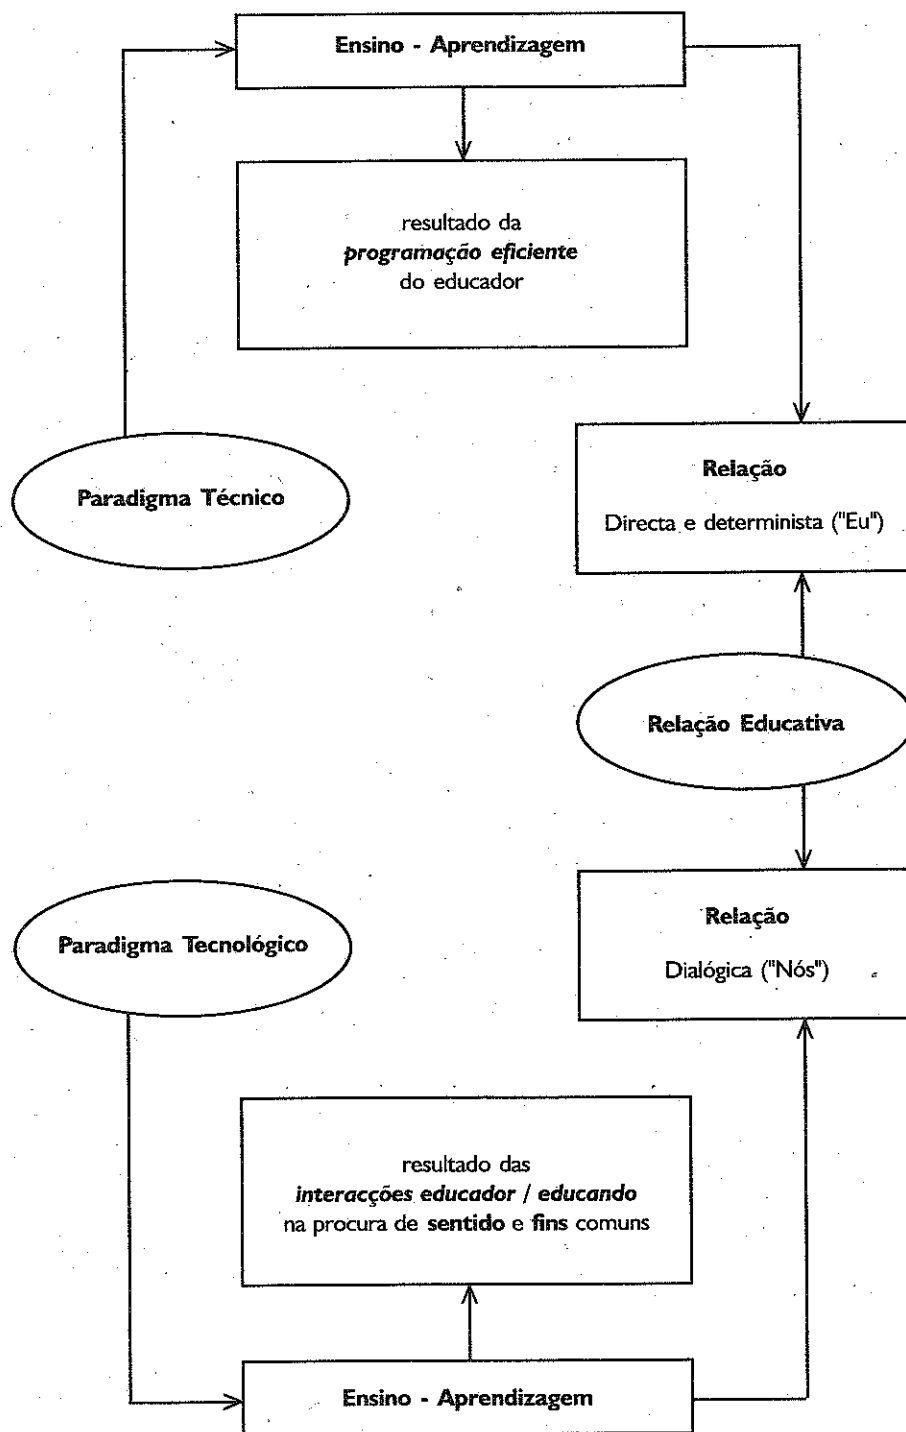 Ensino - Aprendizagem
resultado da
programação eficiente
do educador
Paradigma Técnico
Relação
Directa e determinista ("Eu")
Relação Educativa
Paradigma Tecnológico
Relação
Dialógica ("Nós")
resultado das
interacções educador / educando
na procura de sentido e fins comuns
Ensino - Aprendizagem